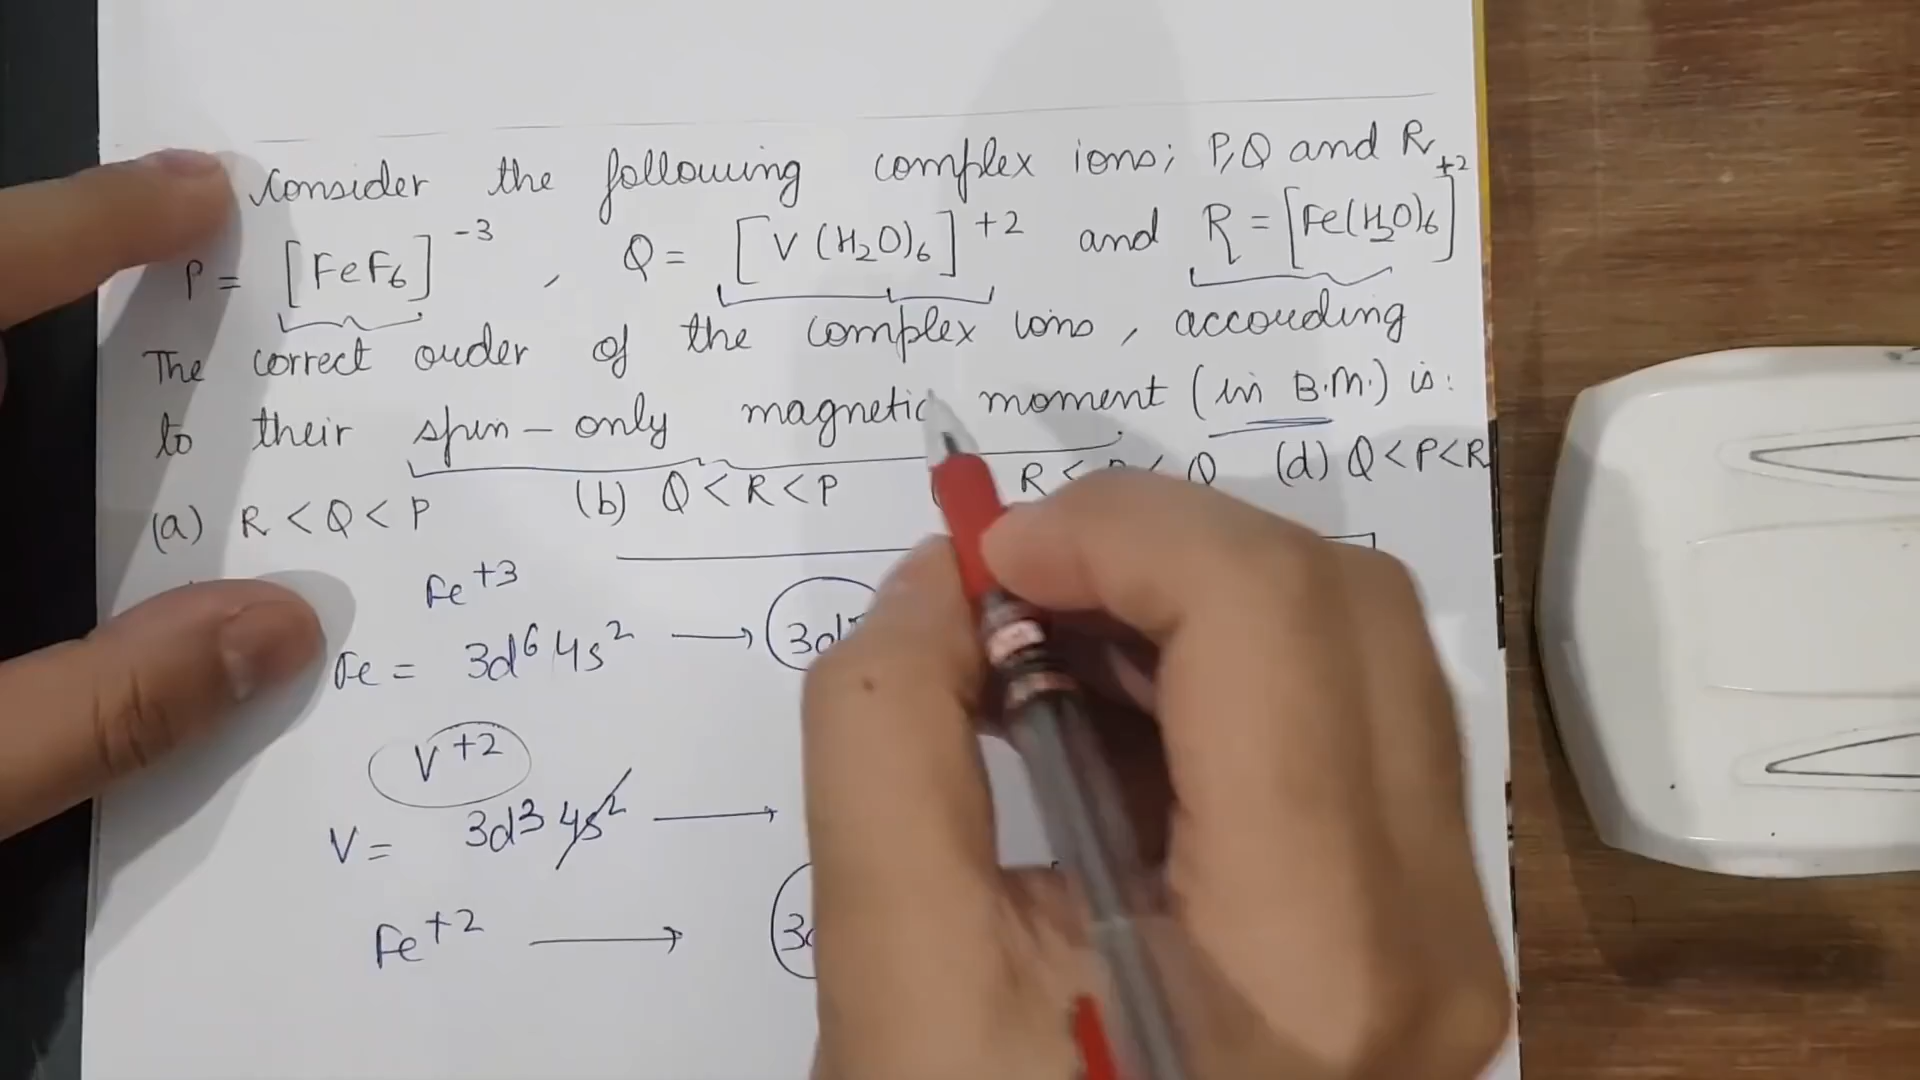 Consider the following complex ions; P,Q and R
P = [FeF6]^-3 , Q = [V(H2O)6]^+2 and R = [Fe(H2O)6]^+2
The correct order of the complex ions, according
to their spin-only magnetic moment (in B.M.) is:
(a) R < Q < P (b) Q < R < P R < Q (d) Q < P < R
Fe^+3
Fe = 3d^6 4s^2 → 3d
V^+2
V = 3d^3 4s^2 →
Fe^+2 →